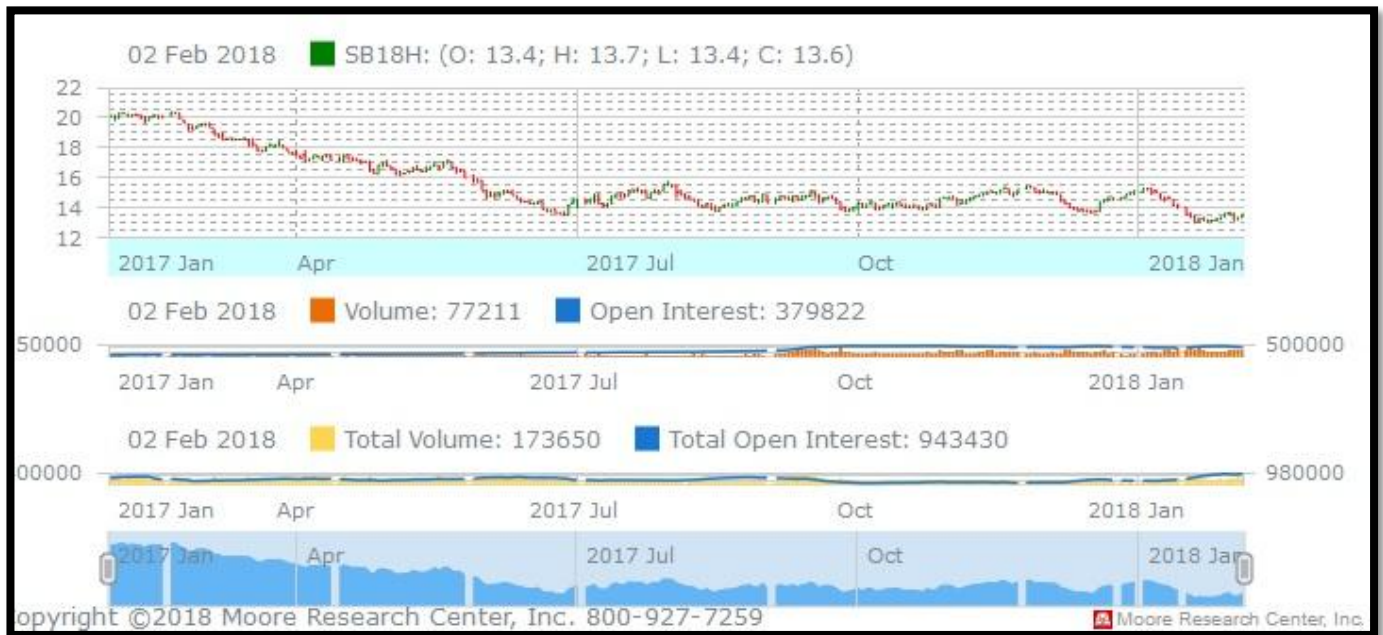 02 Feb 2018 SB18H: (O: 13.4; H: 13.7; L: 13.4; C: 13.6)
22
20
18
16
14
12
2017 Jan Apr 2017 Jul Oct 2018 Jan
02 Feb 2018 Volume: 77211 Open Interest: 379822
50000 500000
2017 Jan Apr 2017 Jul Oct 2018 Jan
02 Feb 2018 Total Volume: 173650 Total Open Interest: 943430
00000 980000
2017 Jan Apr 2017 Jul Oct 2018 Jan
2017 Jan Apr 2017 Jul Oct 2018 Jan
opyright ©2018 Moore Research Center, Inc. 800-927-7259 Moore Research Center, Inc.